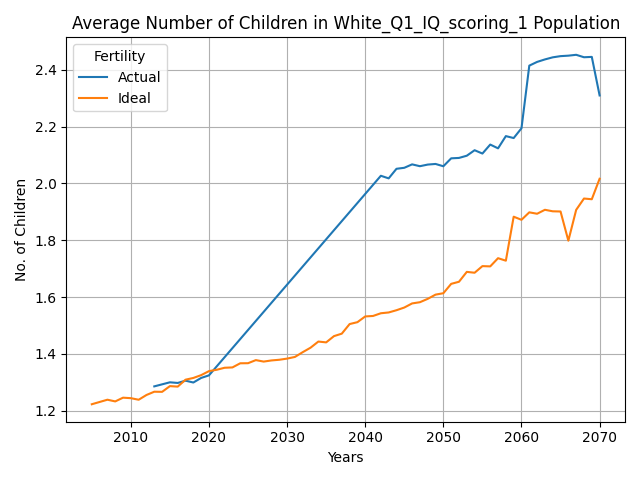 Average Number of Children in White_Q1_IQ_scoring_1 Population
Fertility
Actual
Ideal
No. of Children
2.4
2.2
2.0
1.8
1.6
1.4
1.2
2010 2020 2030 2040 2050 2060 2070
Years